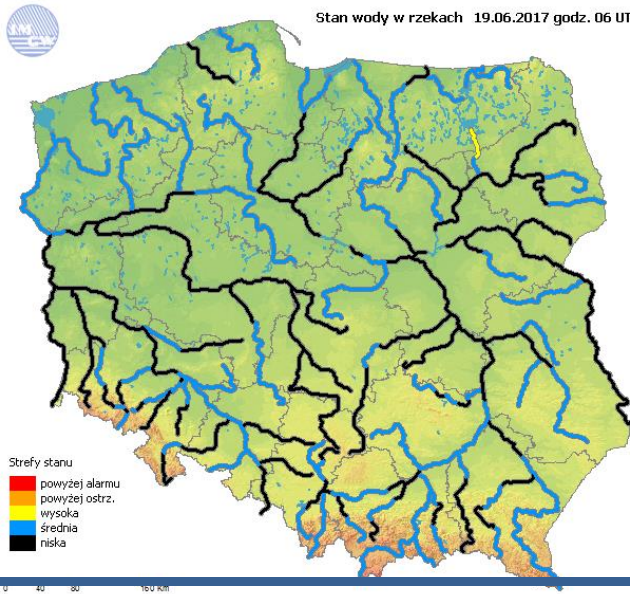 Stan wody w rzekach 19.06.2017 godz. 06 UT
Strefy stanu
powyżej alarmu
powyżej ostrz.
wysoka
średnia
niska
0 40 80 160 km